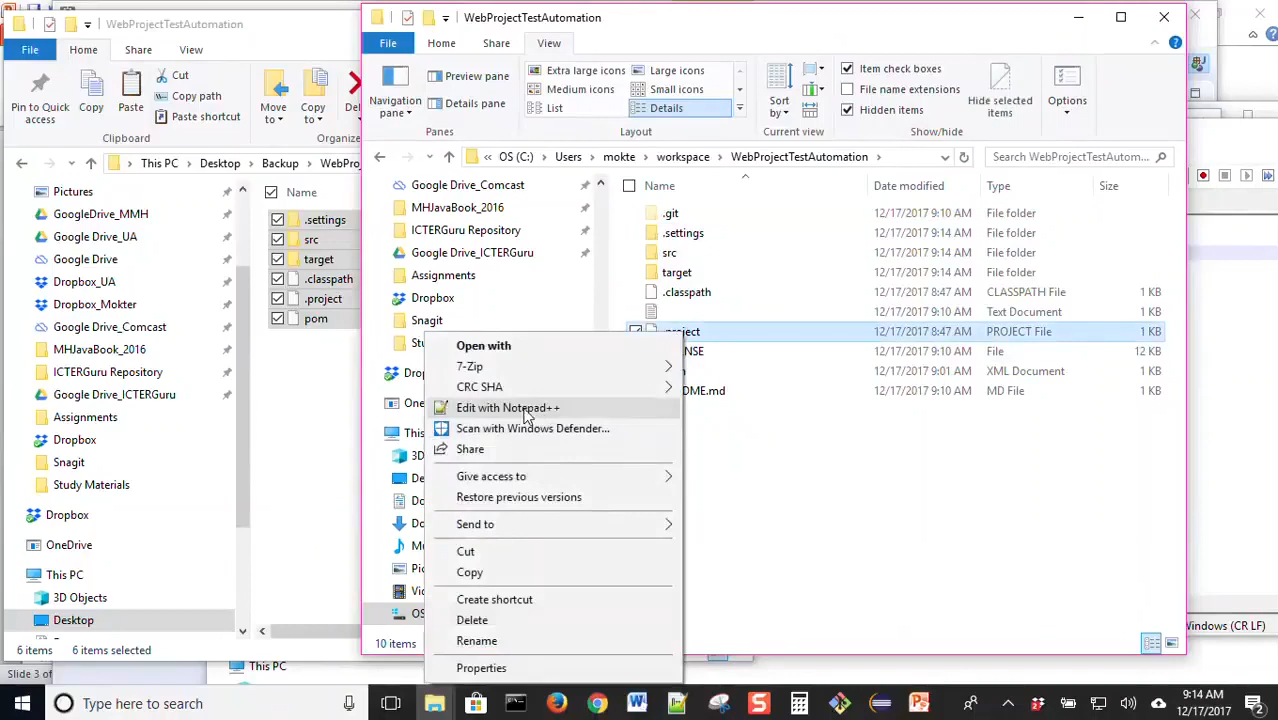 WebProjectTestAutomation
File
Home
Share
View
Pin to Quick access
Copy
Paste
Cut
Copy path
Paste shortcut
Clipboard
Move to
Copy to
Organize
This PC
Desktop
Backup
Pictures
GoogleDrive_MMH
Google Drive_UA
Google Drive
Dropbox_UA
Dropbox_Mokter
Google Drive_Comcast
MHJavaBook_2016
ICTERGuru Repository
Google Drive_ICTERGuru
Assignments
Dropbox
Snagit
Study Materials
Dropbox
OneDrive
This PC
3D Objects
Desktop
Name
.settings
src
target
.classpath
.project
pom
6 items
6 items selected
Slide 3 of
This PC
WebProjectTestAutomation
File
Home
Share
View
Navigation pane
Preview pane
Details pane
Panes
Extra large icons
Large icons
Medium icons
Small icons
List
Details
Layout
Sort by
Current view
Item check boxes
File name extensions
Hidden items
Hide selected items
Show/hide
Options
« OS (C:) > Users > mokte > workspace > WebProjectTestAutomation >
Search WebProjectTestAutom...
Google Drive_Comcast
MHJavaBook_2016
ICTERGuru Repository
Google Drive_ICTERGuru
Assignments
Dropbox
Snagit
Name Date modified Type Size
.git 12/17/2017 9:10 AM File folder
.settings 12/17/2017 9:14 AM File folder
src 12/17/2017 9:10 AM File folder
target 12/17/2017 9:10 AM File folder
.classpath 12/17/2017 8:47 AM CLASSPATH File 1 KB
12/17/2017 9:10 AM Text Document 1 KB
.project 12/17/2017 8:47 AM PROJECT File 1 KB
12/17/2017 9:10 AM File 12 KB
12/17/2017 9:01 AM XML Document 1 KB
12/17/2017 9:10 AM MD File 1 KB
10 items
Open with
7-Zip
CRC SHA
Edit with Notepad++
Scan with Windows Defender...
Share
Give access to
Restore previous versions
Send to
Cut
Copy
Create shortcut
Delete
Rename
Properties
Windows (CR LF)
Type here to search
9:14 AM
12/17/2017